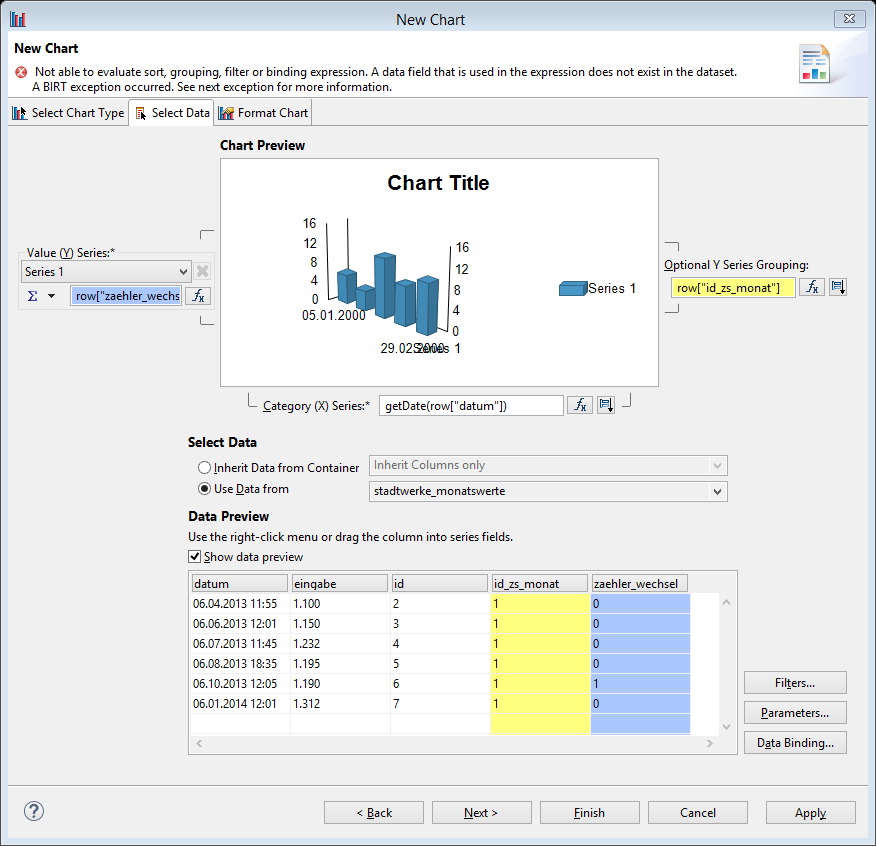 New Chart
New Chart
Not able to evaluate sort, grouping, filter or binding expression. A data field that is used in the expression does not exist in the dataset.
A BIRT exception occurred. See next exception for more information.
Select Chart Type Select Data Format Chart
Chart Preview
Chart Title
16
12
8
4
0
05.01.2000
16
12
8
4
0
29.02.2000
Series 1
Series 1
Value (Y) Series:*
Series 1
Σ row["zaehler_wechs fx
Optional Y Series Grouping:
row["id_zs_monat"] fx
Category (X) Series:* getDate(row["datum"]) fx
Select Data
Inherit Data from Container Inherit Columns only
Use Data from stadtwerke_monatswerte
Data Preview
Use the right-click menu or drag the column into series fields.
Show data preview
datum eingabe id id_zs_monat zaehler_wechsel
06.04.2013 11:55 1.100 2 1 0
06.06.2013 12:01 1.150 3 1 0
06.07.2013 11:45 1.232 4 1 0
06.08.2013 18:35 1.195 5 1 0
06.10.2013 12:05 1.190 6 1 1
06.01.2014 12:01 1.312 7 1 0
Filters...
Parameters...
Data Binding...
? < Back Next > Finish Cancel Apply